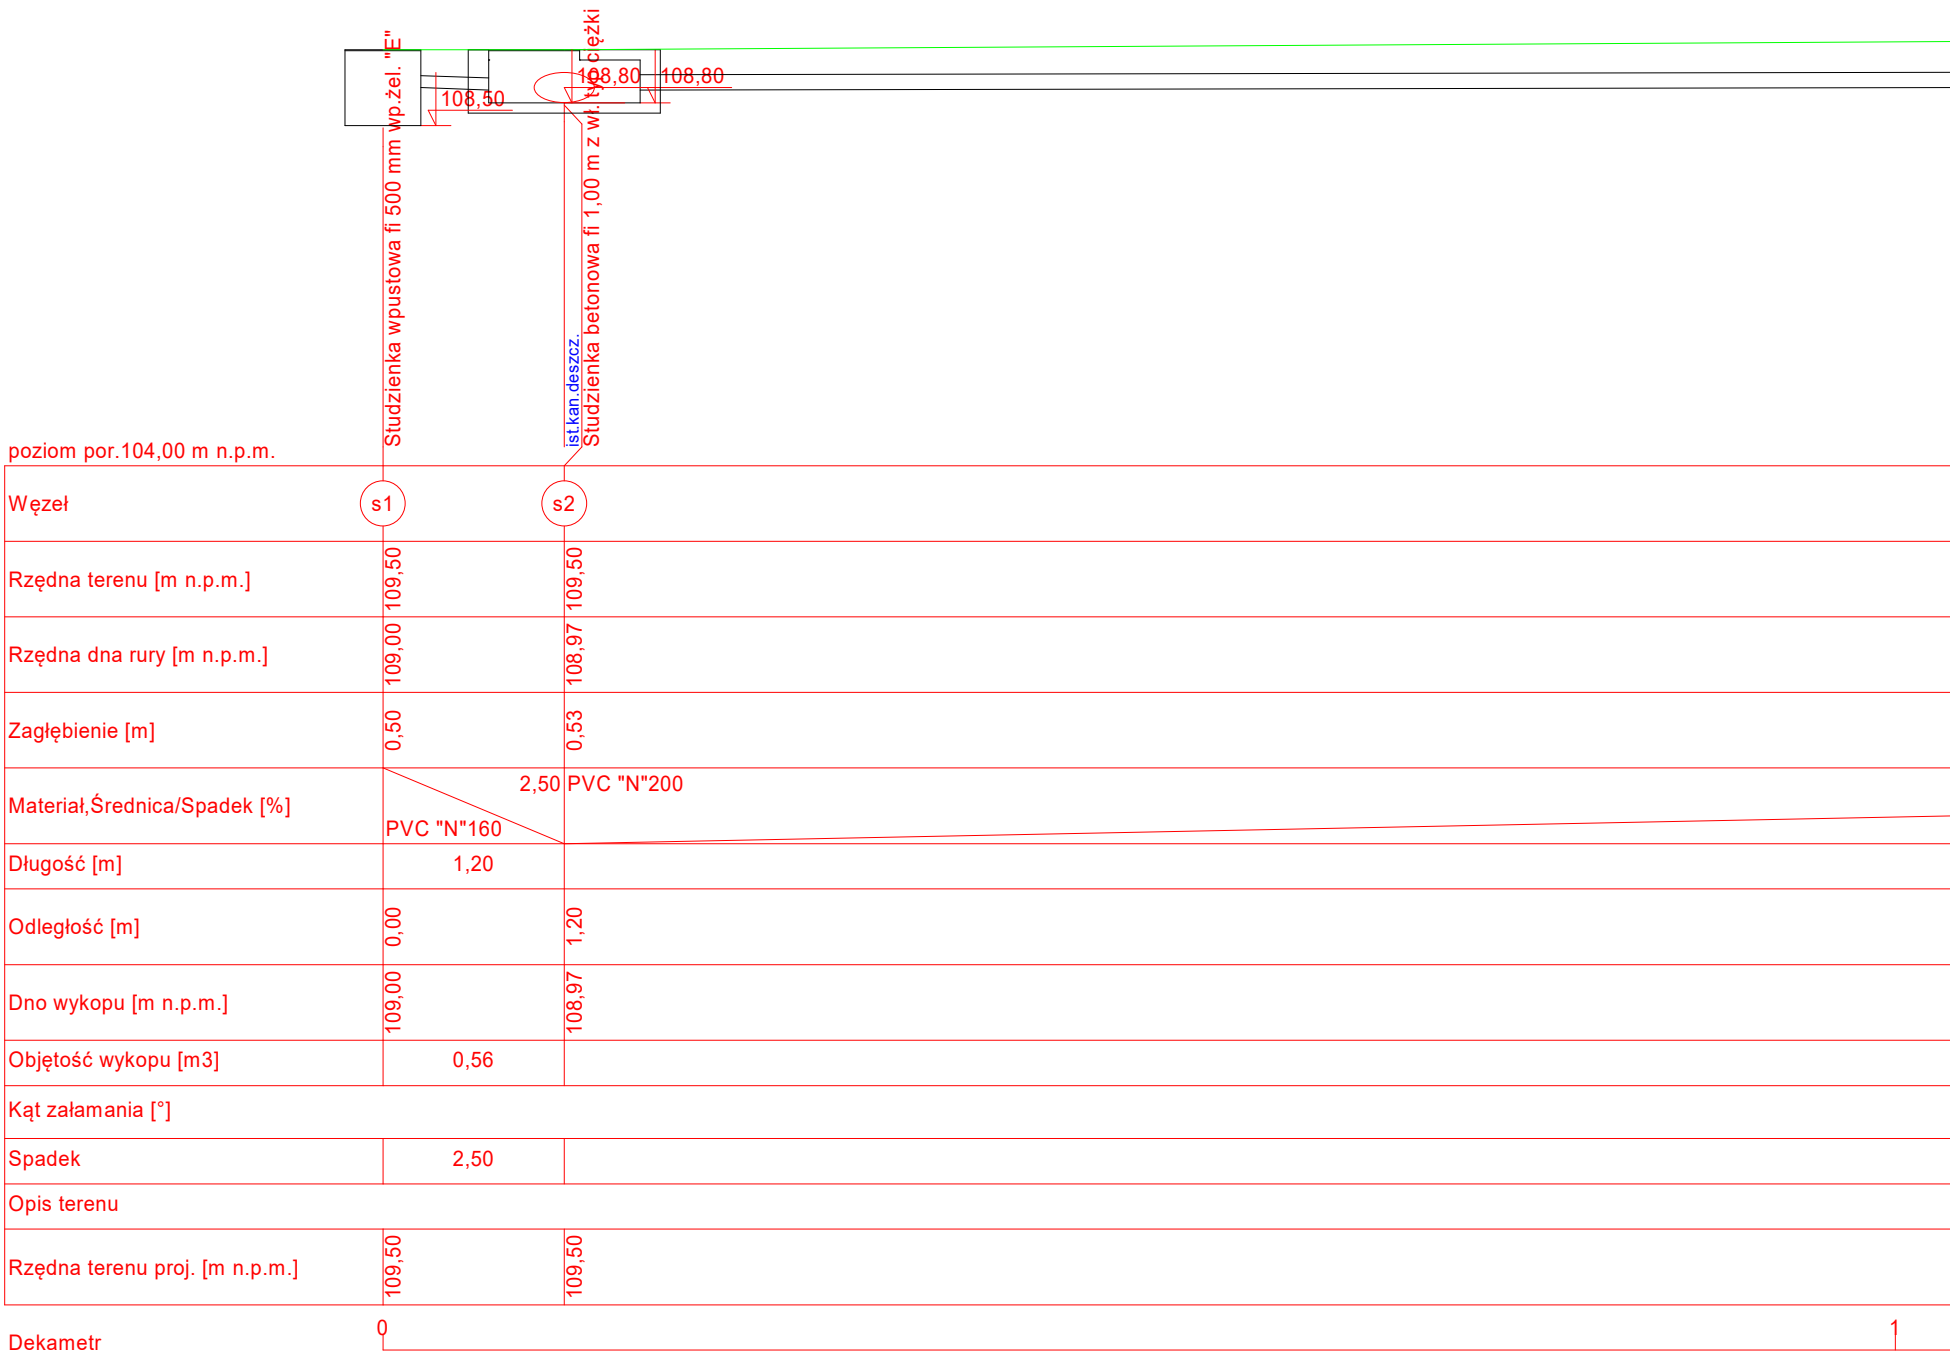 Studzienka wpustowa fi 500 mm wp.żel. "E"
ist.kan.deszcz.
Studzienka betonowa fi 1,00 m z wł. typ ciężki
108,50
108,80
108,80
poziom por.104,00 m n.p.m.
Węzeł s1 s2
Rzędna terenu [m n.p.m.] 109,50 109,50
Rzędna dna rury [m n.p.m.] 109,00 108,97
Zagłębienie [m] 0,50 0,53
Materiał,Średnica/Spadek [%] PVC "N"160 2,50 PVC "N"200
Długość [m] 1,20
Odległość [m] 0,00 1,20
Dno wykopu [m n.p.m.] 109,00 108,97
Objętość wykopu [m3] 0,56
Kąt załamania [°]
Spadek 2,50
Opis terenu
Rzędna terenu proj. [m n.p.m.] 109,50 109,50
Dekametr 0 1